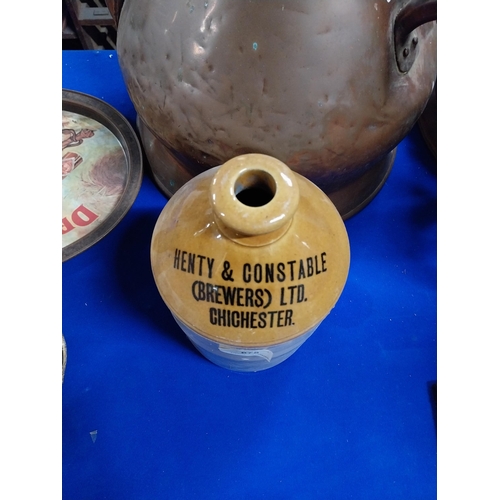 HENTY & CONSTABLE
(BREWERS) LTD.
CHICHESTER.